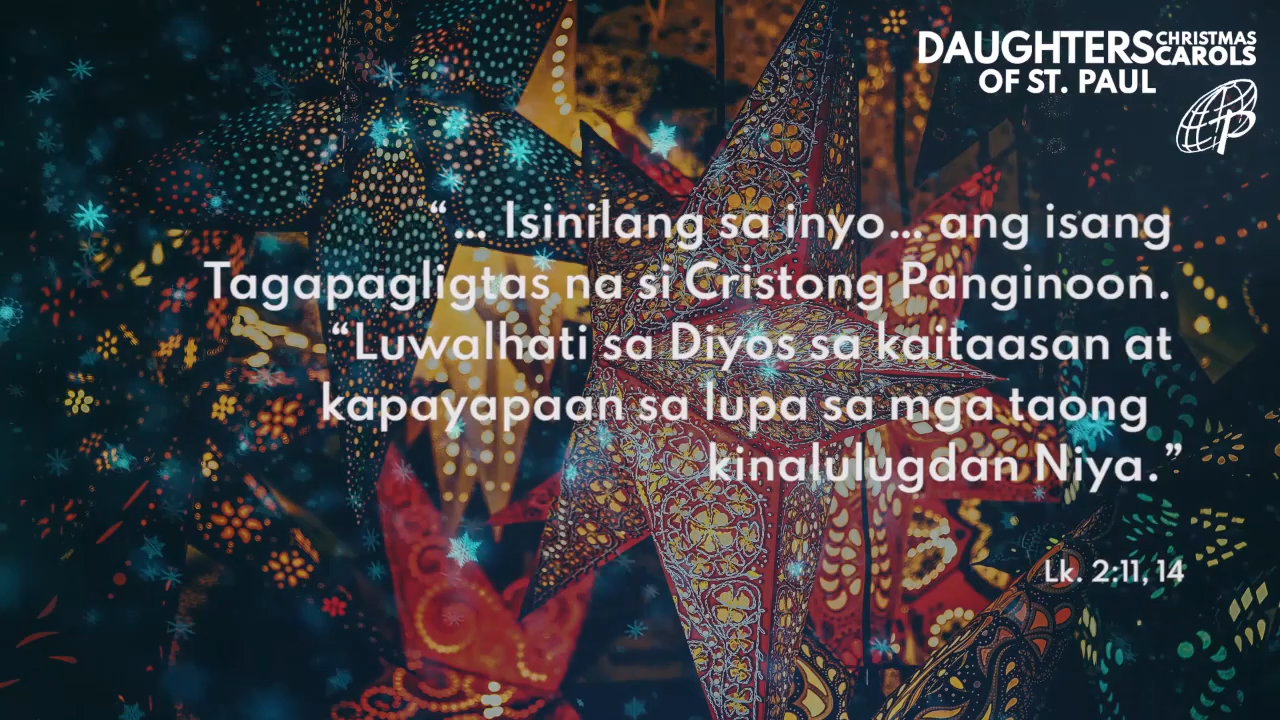 DAUGHTERS CHRISTMAS
OF ST. PAUL CAROLS
“... Isinilang sa inyo... ang isang
Tagapagligtas na si Cristong Panginoon.
“Luwalhati sa Diyos sa kaitaasan at
kapayapaan sa lupa sa mga taong
kinalulugdan Niya.”
Lk. 2:11, 14